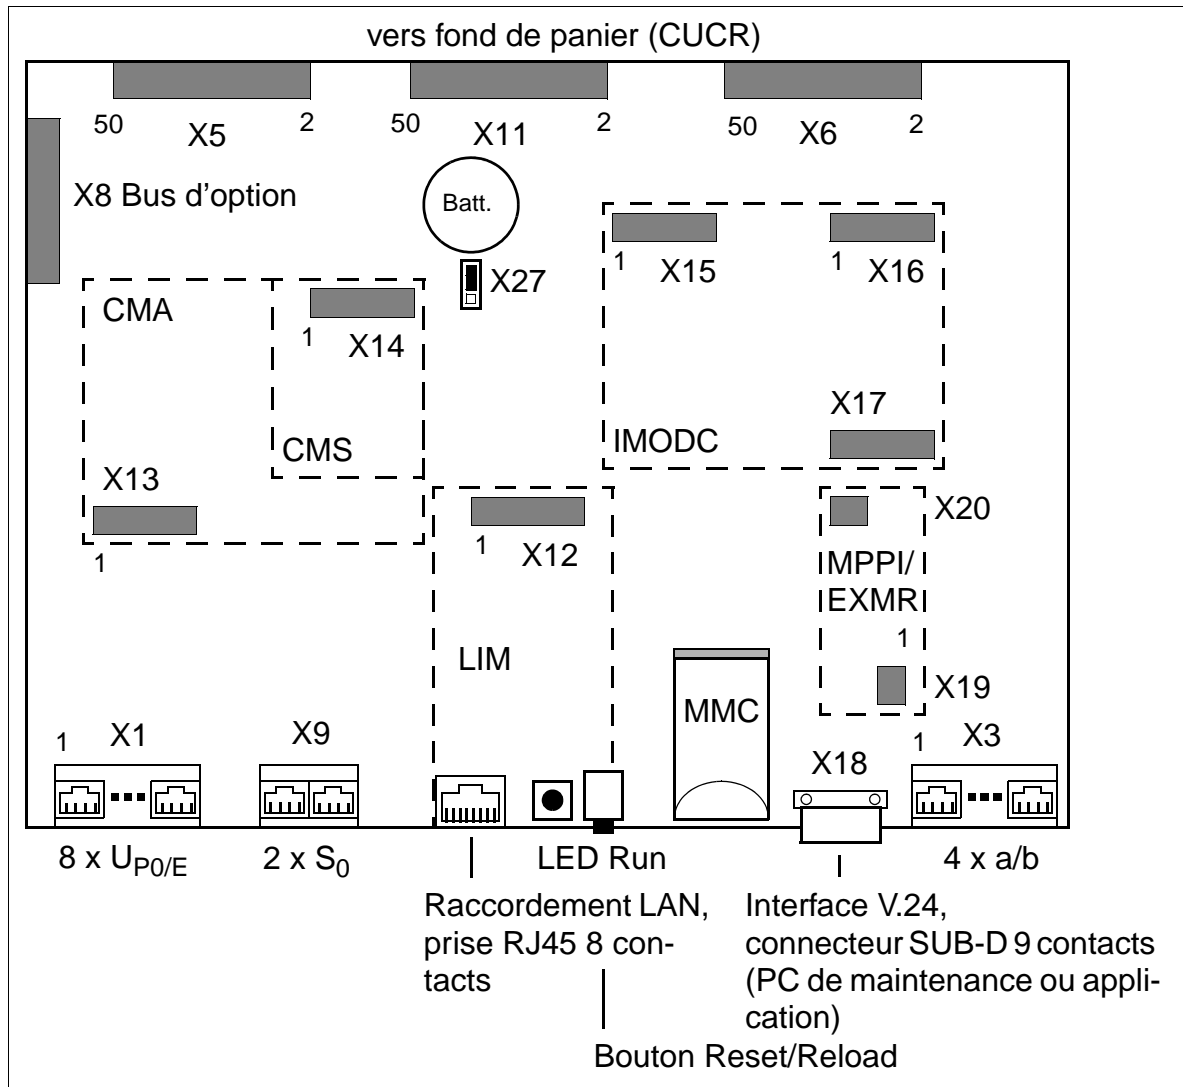 vers fond de panier (CUCR)
50 X5 2
50 X11 2
50 X6 2
X8 Bus d'option
Batt.
X27
1 X15
1 X16
CMA
1 X14
X17
IMODC
CMS
X13
1
X20
1 X12
MPPI/
EXMR
1
X19
LIM
MMC
1 X1
X9
X18
1 X3
8 x UP0/E
2 x S0
LED Run
4 x a/b
Raccordement LAN,
prise RJ45 8 con-
tacts
Interface V.24,
connecteur SUB-D 9 contacts
(PC de maintenance ou appli-
cation)
Bouton Reset/Reload